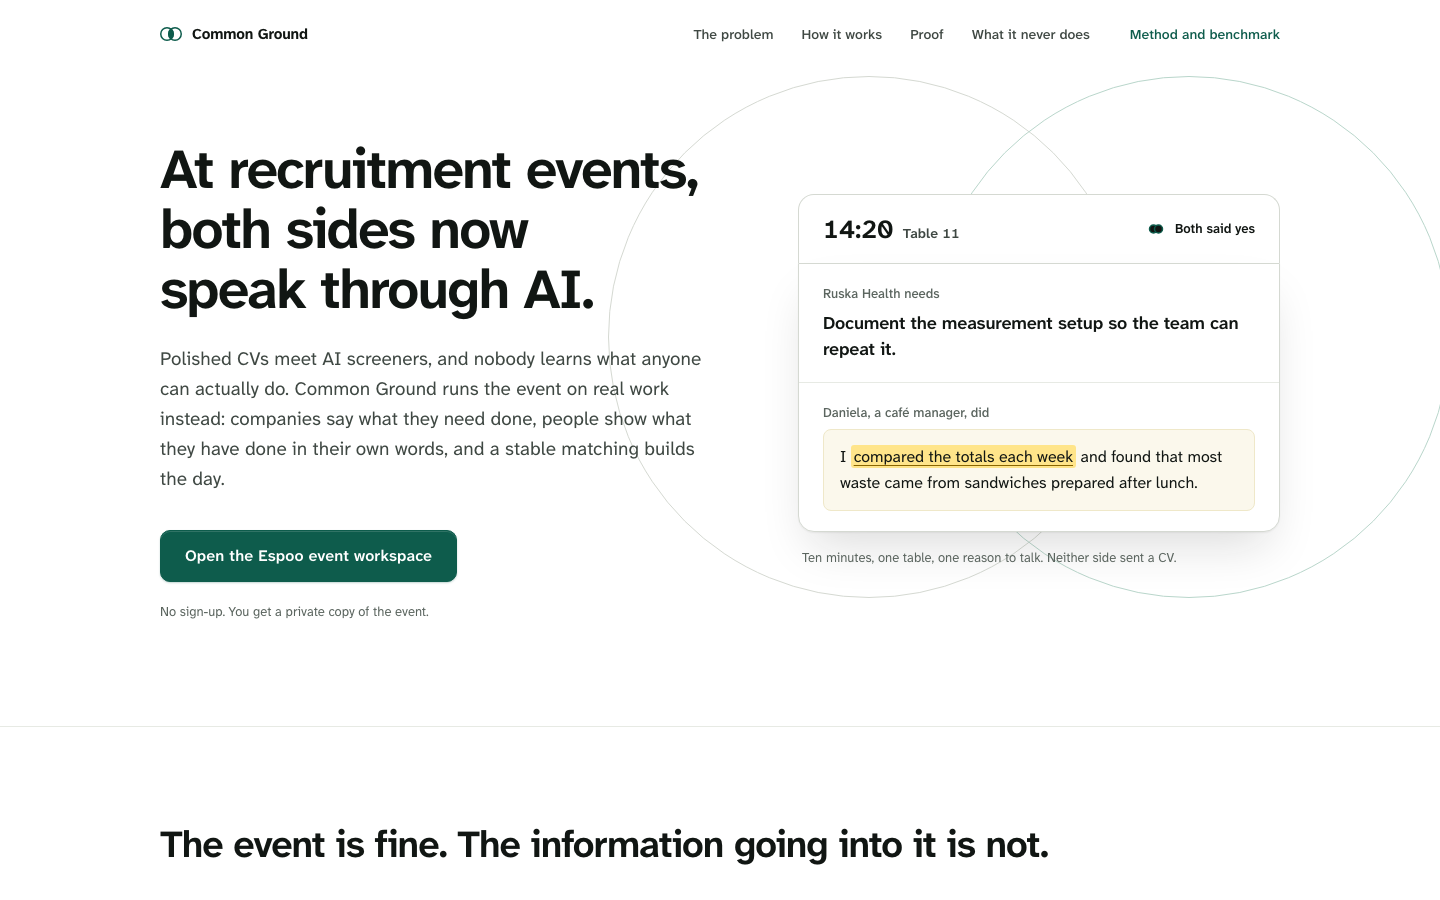 Common Ground
The problem
How it works
Proof
What it never does
Method and benchmark
At recruitment events,
both sides now
speak through AI.
Polished CVs meet AI screeners, and nobody learns what anyone
can actually do. Common Ground runs the event on real work
instead: companies say what they need done, people show what
they have done in their own words, and a stable matching builds
the day.
Open the Espoo event workspace
No sign-up. You get a private copy of the event.
14:20 Table 11
Both said yes
Ruska Health needs
Document the measurement setup so the team can
repeat it.
Daniela, a café manager, did
I compared the totals each week and found that most
waste came from sandwiches prepared after lunch.
Ten minutes, one table, one reason to talk. Neither side sent a CV.
The event is fine. The information going into it is not.